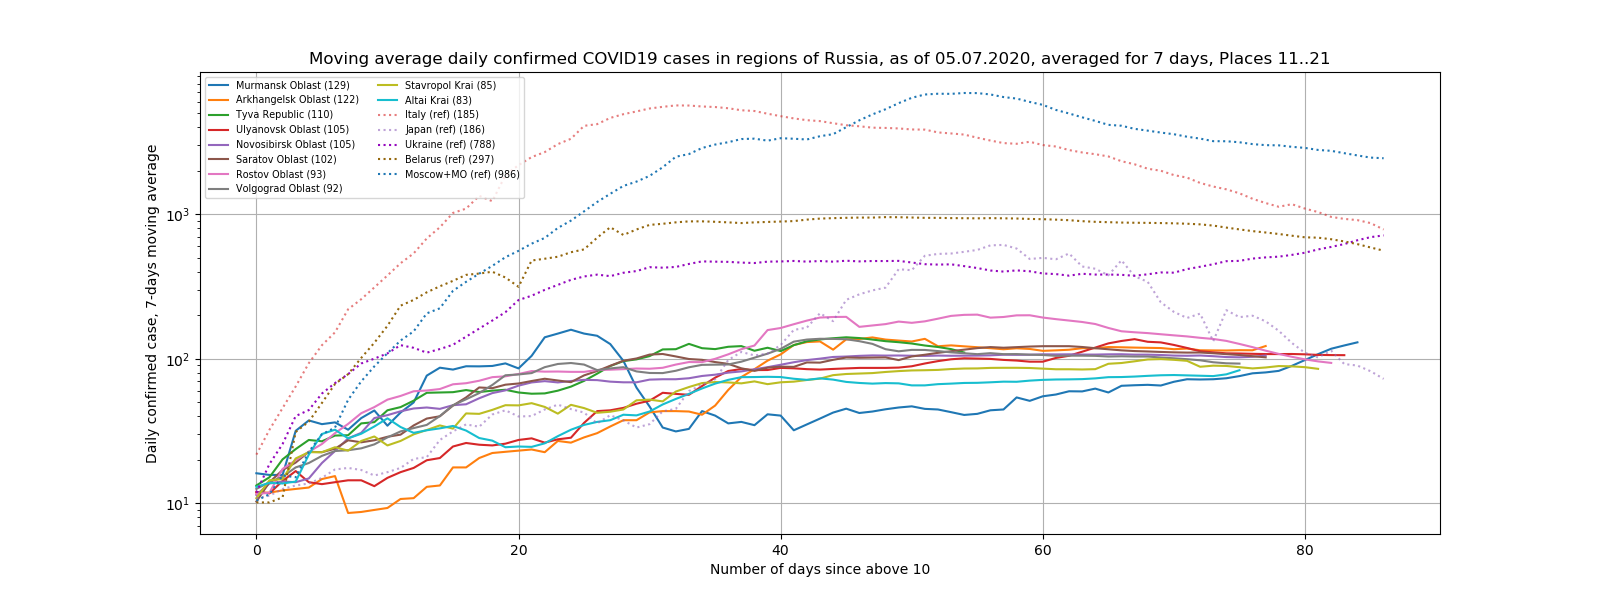 Moving average daily confirmed COVID19 cases in regions of Russia, as of 05.07.2020, averaged for 7 days, Places 11..21
Murmansk Oblast (129)
Arkhangelsk Oblast (122)
Tyva Republic (110)
Ulyanovsk Oblast (105)
Novosibirsk Oblast (105)
Saratov Oblast (102)
Rostov Oblast (93)
Volgograd Oblast (92)
Stavropol Krai (85)
Altai Krai (83)
Italy (ref) (185)
Japan (ref) (186)
Ukraine (ref) (788)
Belarus (ref) (297)
Moscow+MO (ref) (986)
Daily confirmed case, 7-days moving average
10³
10²
10¹
0 20 40 60 80
Number of days since above 10